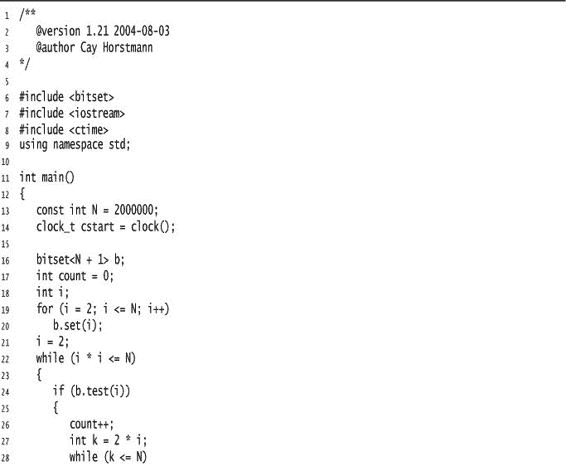 1 /**
2 @version 1.21 2004-08-03
3 @author Cay Horstmann
4 */
5
6 #include <bitset>
7 #include <iostream>
8 #include <ctime>
9 using namespace std;
10
11 int main()
12 {
13 const int N = 2000000;
14 clock_t cstart = clock();
15
16 bitset<N + 1> b;
17 int count = 0;
18 int i;
19 for (i = 2; i <= N; i++)
20 b.set(i);
21 i = 2;
22 while (i * i <= N)
23 {
24 if (b.test(i))
25 {
26 count++;
27 int k = 2 * i;
28 while (k <= N)